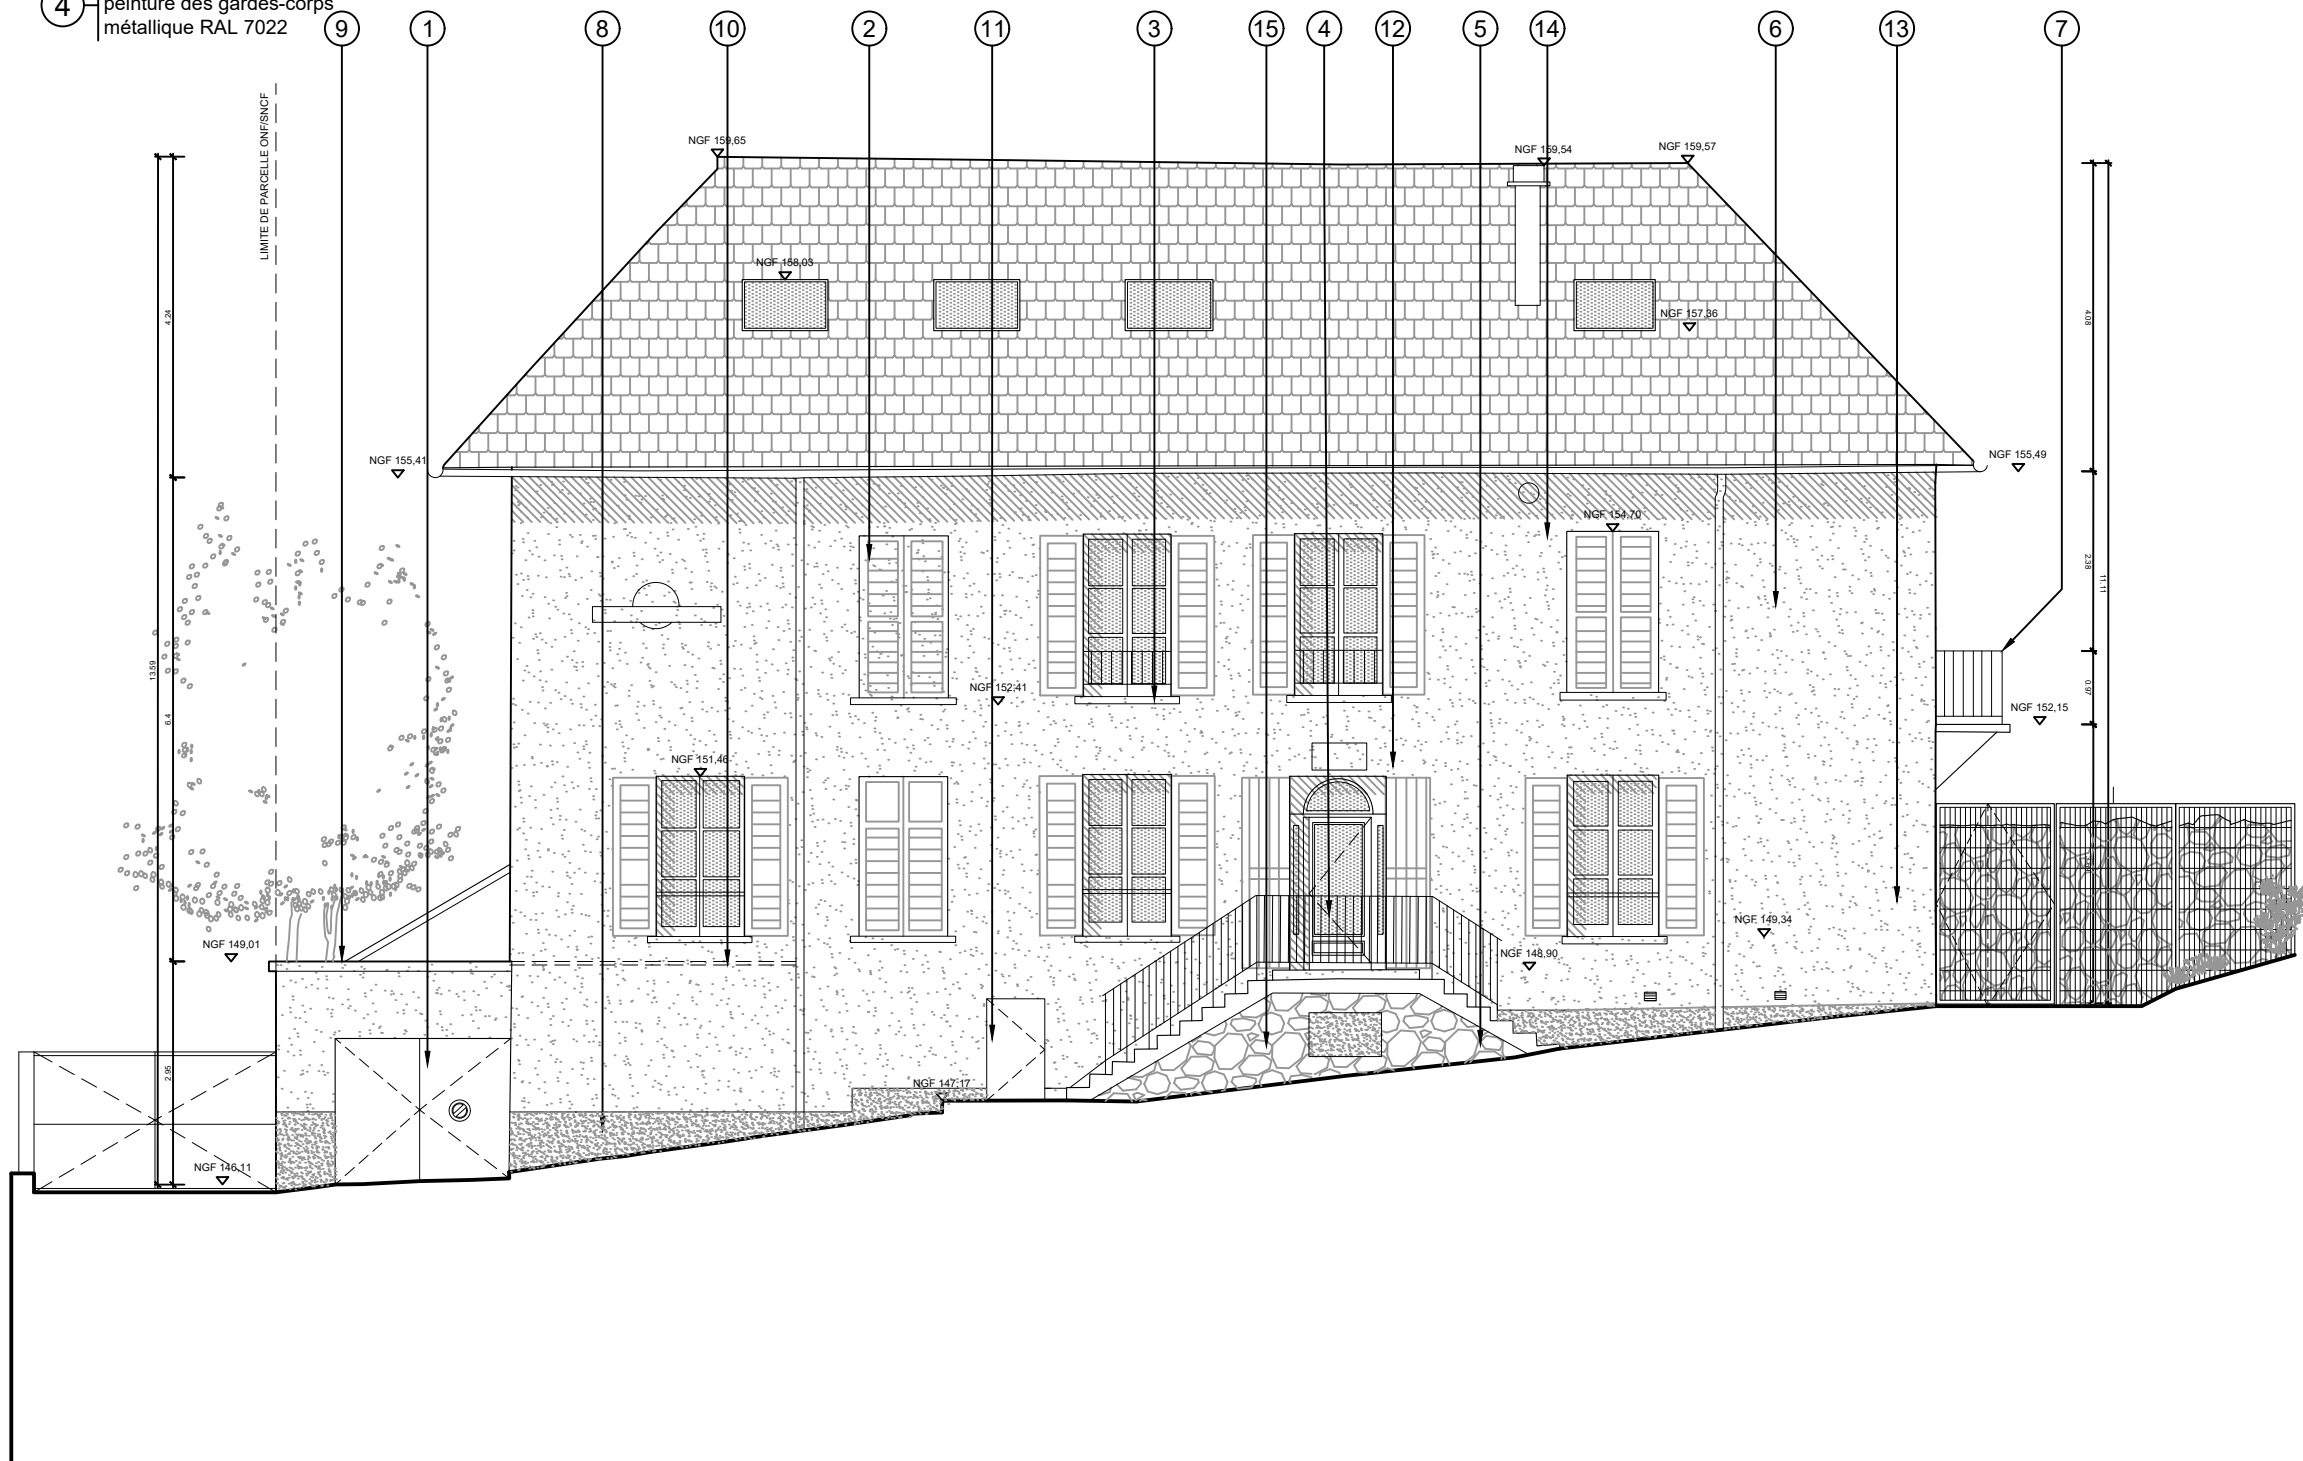 4
peinture des gardes-corps
métallique RAL 7022
9
1
8
10
2
11
3
15
4
12
5
14
6
13
7
LIMITE DE PARCELLE ONF/SNCF
NGF 159,65
NGF 159,54
NGF 159,57
NGF 158,03
NGF 157,36
4.24
4.08
NGF 155,41
NGF 155,49
NGF 154,70
2.38
11.11
13.59
6.4
0.97
NGF 152,41
NGF 152,15
NGF 151,46
NGF 149,34
NGF 149,01
NGF 148,90
2.95
NGF 147,17
NGF 146,11